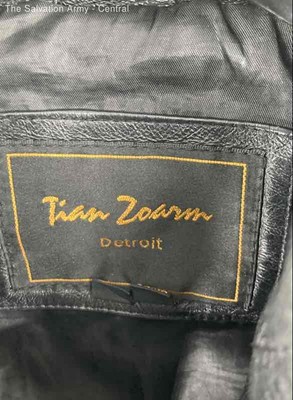 The Salvation Army - Central
Tian Zoarm
Detroit